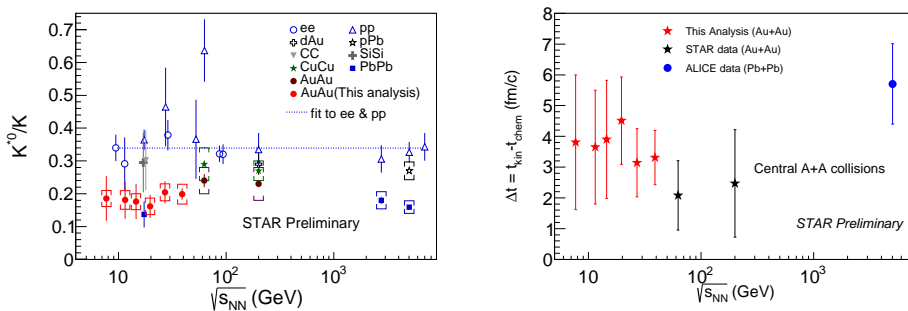 0.8
0.7
0.6
0.5
0.4
0.3
0.2
0.1
0
K*0/K
ee
pp
dAu
pPb
CC
SiSi
CuCu
PbPb
AuAu
AuAu(This analysis)
fit to ee & pp
STAR Preliminary
10
10²
10³
√sNN (GeV)
8
7
6
5
4
3
2
1
0
Δt = tkin-tchem (fm/c)
This Analysis (Au+Au)
STAR data (Au+Au)
ALICE data (Pb+Pb)
Central A+A collisions
STAR Preliminary
10
10²
10³
√sNN (GeV)